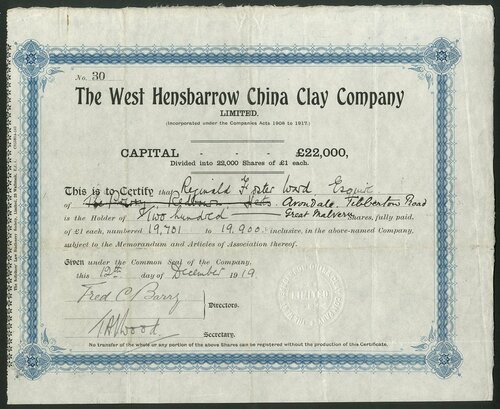 No. 30
The West Hensbarrow China Clay Company
LIMITED.
(Incorporated under the Companies Acts 1908 to 1917.)
CAPITAL - - - £22,000,
Divided into 22,000 Shares of £1 each.
This is to Certify that Reginald Foster Ward Esquire
of Avondale, Tibberton Road
is the Holder of Two hundred Great Malvern Shares, fully paid,
of £1 each, numbered 19,701 to 19,900 inclusive, in the above-named Company,
subject to the Memorandum and Articles of Association thereof.
Given under the Common Seal of the Company,
this 12th day of December 1919.
Fred C Barry
Directors.
Secretary.
No transfer of the whole or any portion of the above Shares can be registered without the production of this Certificate.